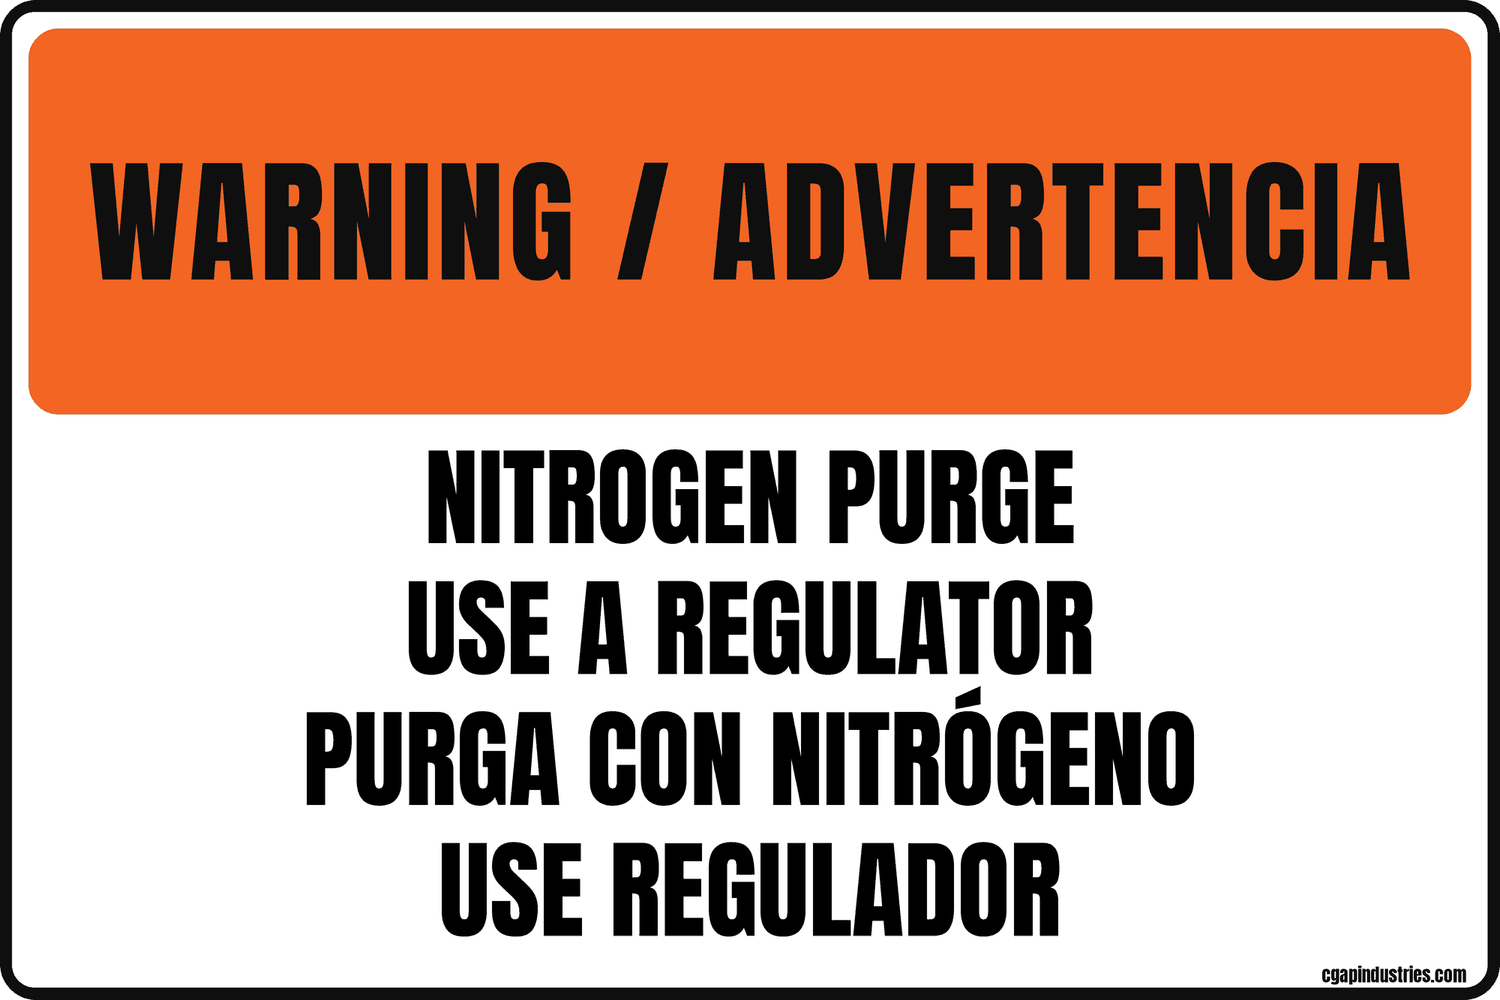 WARNING / ADVERTENCIA
NITROGEN PURGE
USE A REGULATOR
PURGA CON NITRÓGENO
USE REGULADOR
cgapindustries.com